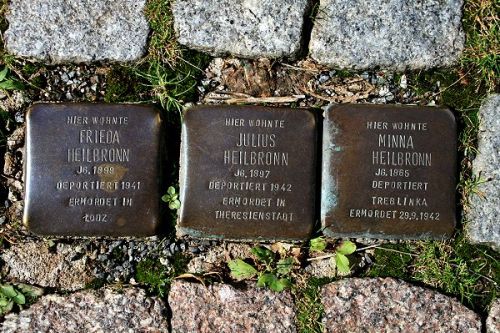 HIER WOHNTE
FRIEDA
HEILBRONN
JG. 1899
DEPORTIERT 1941
ERMORDET IN
ŁODZ
HIER WOHNTE
JULIUS
HEILBRONN
JG. 1897
DEPORTIERT 1942
ERMORDET IN
THERESIENSTADT
HIER WOHNTE
MINNA
HEILBRONN
JG. 1865
DEPORTIERT
TREBLINKA
ERMORDET 29.9.1942